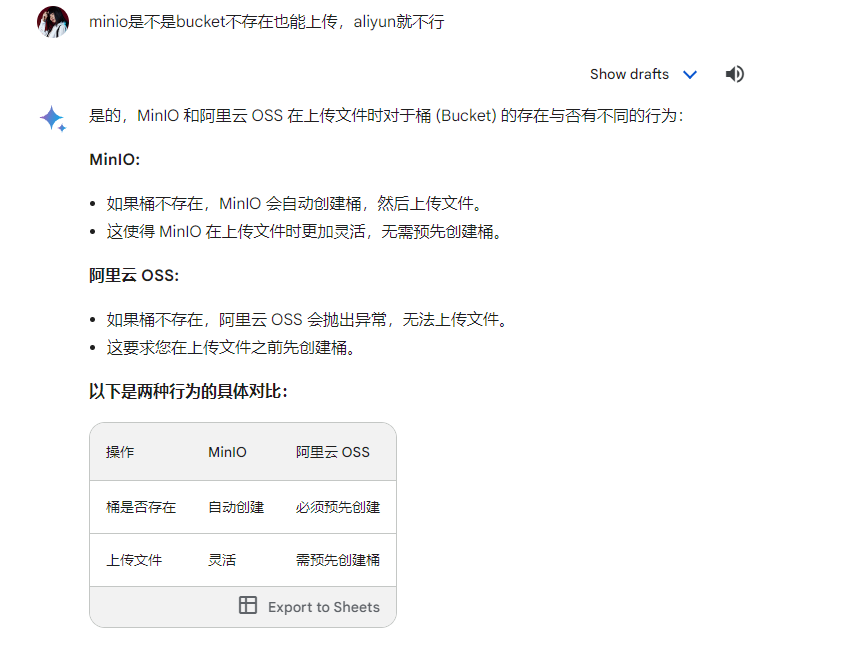 minio是不是bucket不存在也能上传，aliyun就不行
Show drafts
是的，MinIO 和阿里云 OSS 在上传文件时对于桶 (Bucket) 的存在与否有不同的行为：
MinIO:
• 如果桶不存在，MinIO 会自动创建桶，然后上传文件。
• 这使得 MinIO 在上传文件时更加灵活，无需预先创建桶。
阿里云 OSS:
• 如果桶不存在，阿里云 OSS 会抛出异常，无法上传文件。
• 这要求您在上传文件之前先创建桶。
以下是两种行为的具体对比：
操作 MinIO 阿里云 OSS
桶是否存在 自动创建 必须预先创建
上传文件 灵活 需预先创建桶
Export to Sheets